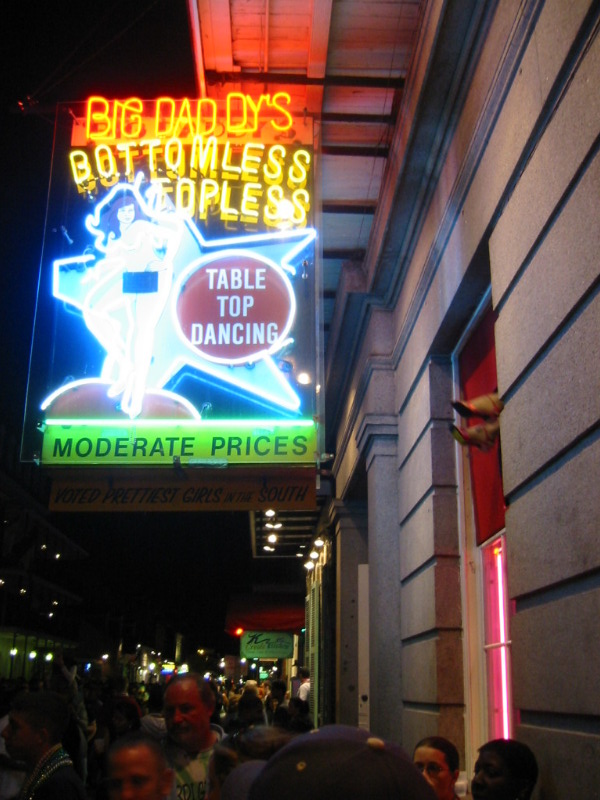 BIG DADDY'S
BOTTOMLESS
TOPLESS
TABLE
TOP
DANCING
MODERATE PRICES
VOTED PRETTIEST GIRLS IN THE SOUTH